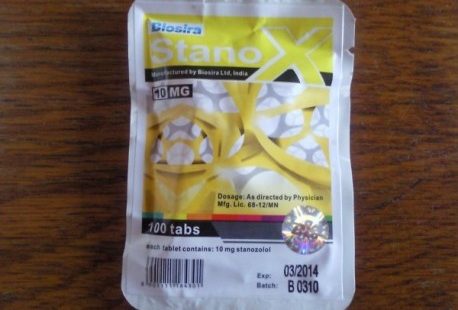 Biosira
StanoX
Manufactured by Biosira Ltd, India
10 MG
Dosage: As directed by Physician
Mfg. Lic. 68-12/MN
100 tabs
each tablet contains: 10 mg stanozolol
Exp: 03/2014
Batch: B 0310